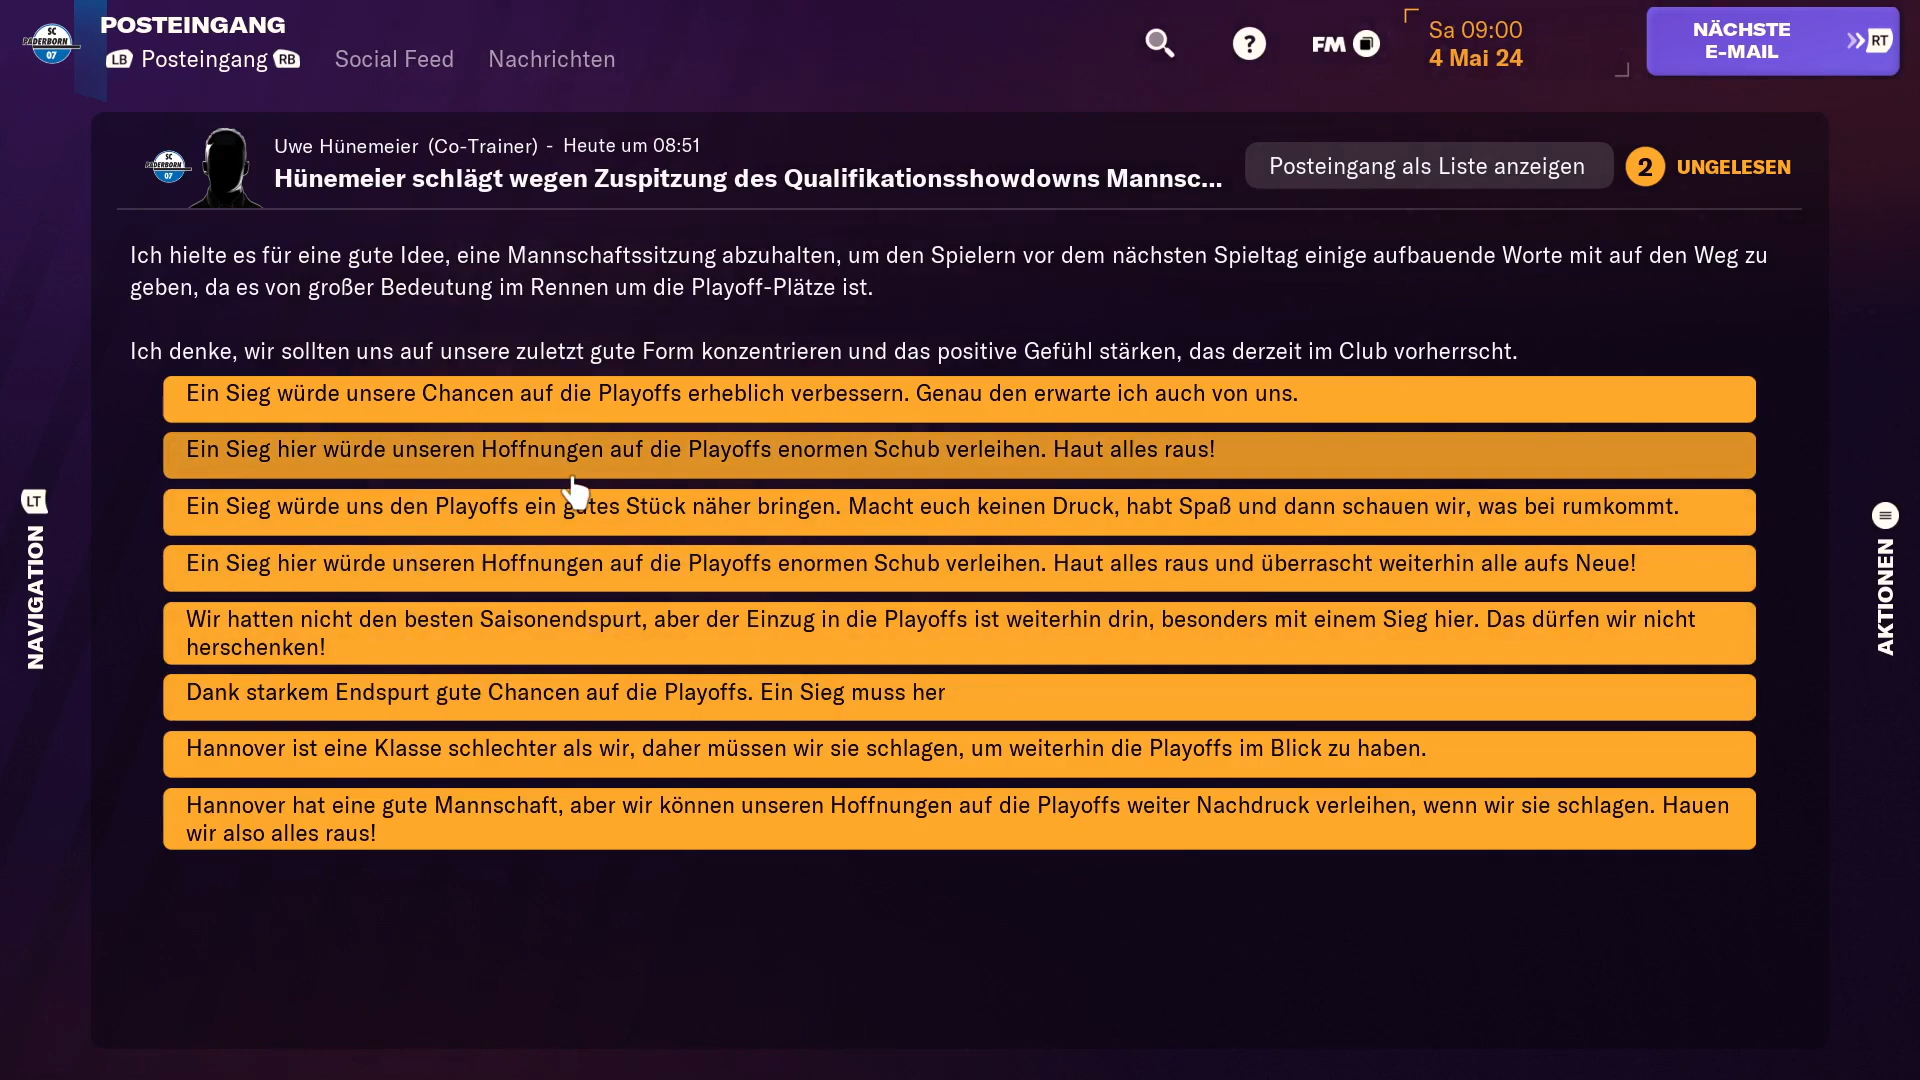 SC
PADERBORN
07
POSTEINGANG
LB Posteingang RB Social Feed Nachrichten
FM
Sa 09:00
4 Mai 24
NÄCHSTE
E-MAIL
RT
SC
PADERBORN
07
Uwe Hünemeier (Co-Trainer) - Heute um 08:51
Hünemeier schlägt wegen Zuspitzung des Qualifikationsshowdowns Mannsc...
Posteingang als Liste anzeigen
2 UNGELESEN
Ich hielte es für eine gute Idee, eine Mannschaftssitzung abzuhalten, um den Spielern vor dem nächsten Spieltag einige aufbauende Worte mit auf den Weg zu
geben, da es von großer Bedeutung im Rennen um die Playoff-Plätze ist.
Ich denke, wir sollten uns auf unsere zuletzt gute Form konzentrieren und das positive Gefühl stärken, das derzeit im Club vorherrscht.
Ein Sieg würde unsere Chancen auf die Playoffs erheblich verbessern. Genau den erwarte ich auch von uns.
Ein Sieg hier würde unseren Hoffnungen auf die Playoffs enormen Schub verleihen. Haut alles raus!
Ein Sieg würde uns den Playoffs ein gutes Stück näher bringen. Macht euch keinen Druck, habt Spaß und dann schauen wir, was bei rumkommt.
Ein Sieg hier würde unseren Hoffnungen auf die Playoffs enormen Schub verleihen. Haut alles raus und überrascht weiterhin alle aufs Neue!
Wir hatten nicht den besten Saisonendspurt, aber der Einzug in die Playoffs ist weiterhin drin, besonders mit einem Sieg hier. Das dürfen wir nicht
herschenken!
Dank starkem Endspurt gute Chancen auf die Playoffs. Ein Sieg muss her
Hannover ist eine Klasse schlechter als wir, daher müssen wir sie schlagen, um weiterhin die Playoffs im Blick zu haben.
Hannover hat eine gute Mannschaft, aber wir können unseren Hoffnungen auf die Playoffs weiter Nachdruck verleihen, wenn wir sie schlagen. Hauen
wir also alles raus!
LT
NAVIGATION
AKTIONEN